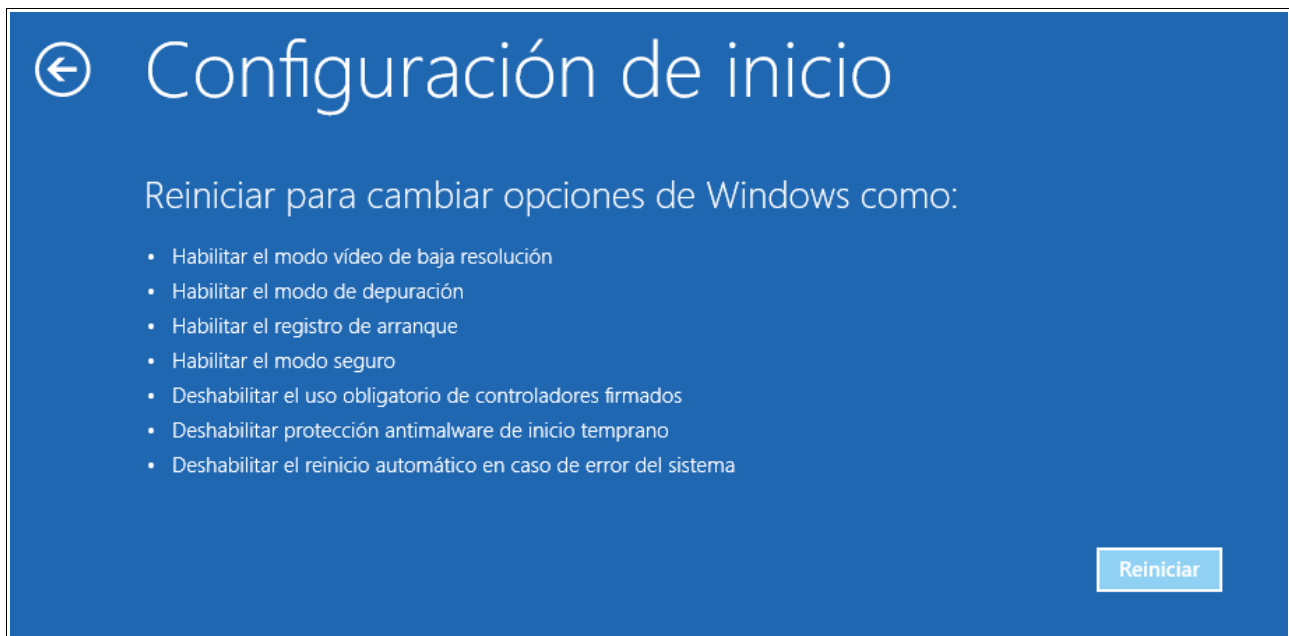 Configuración de inicio
Reiniciar para cambiar opciones de Windows como:
• Habilitar el modo vídeo de baja resolución
• Habilitar el modo de depuración
• Habilitar el registro de arranque
• Habilitar el modo seguro
• Deshabilitar el uso obligatorio de controladores firmados
• Deshabilitar protección antimalware de inicio temprano
• Deshabilitar el reinicio automático en caso de error del sistema
Reiniciar